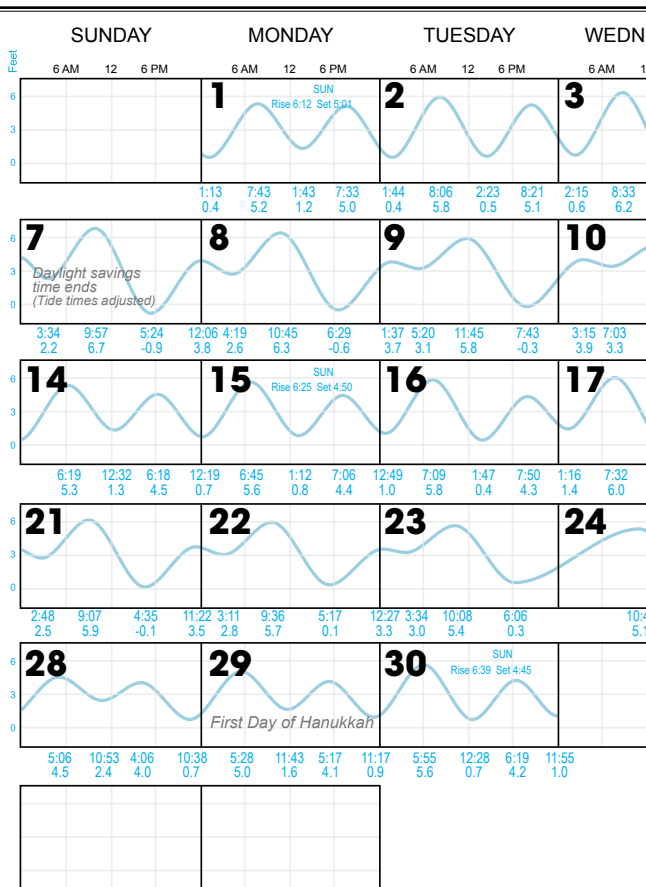 SUNDAY MONDAY TUESDAY WEDN
Feet
6 AM 12 6 PM 6 AM 12 6 PM 6 AM 12 6 PM 6 AM 1
1 2 3
SUN
Rise 6:12 Set 5:01
6
3
0
1:13 7:43 1:43 7:33 1:44 8:06 2:23 8:21 2:15 8:33
0.4 5.2 1.2 5.0 0.4 5.8 0.5 5.1 0.6 6.2
7 8 9 10
6
3
0
Daylight savings
time ends
(Tide times adjusted)
3:34 9:57 5:24 12:06 4:19 10:45 6:29 1:37 5:20 11:45 7:43 3:15 7:03
2.2 6.7 -0.9 3.8 2.6 6.3 -0.6 3.7 3.1 5.8 -0.3 3.9 3.3
14 15 16 17
SUN
Rise 6:25 Set 4:50
6
3
0
6:19 12:32 6:18 12:19 6:45 1:12 7:06 12:49 7:09 1:47 7:50 1:16 7:32
5.3 1.3 4.5 0.7 5.6 0.8 4.4 1.0 5.8 0.4 4.3 1.4 6.0
21 22 23 24
6
3
0
2:48 9:07 4:35 11:22 3:11 9:36 5:17 12:27 3:34 10:08 6:06 10:4
2.5 5.9 -0.1 3.5 2.8 5.7 0.1 3.3 3.0 5.4 0.3 5.1
28 29 30
SUN
Rise 6:39 Set 4:45
6
3
0
First Day of Hanukkah
5:06 10:53 4:06 10:38 5:28 11:43 5:17 11:17 5:55 12:28 6:19 11:55
4.5 2.4 4.0 0.7 5.0 1.6 4.1 0.9 5.6 0.7 4.2 1.0